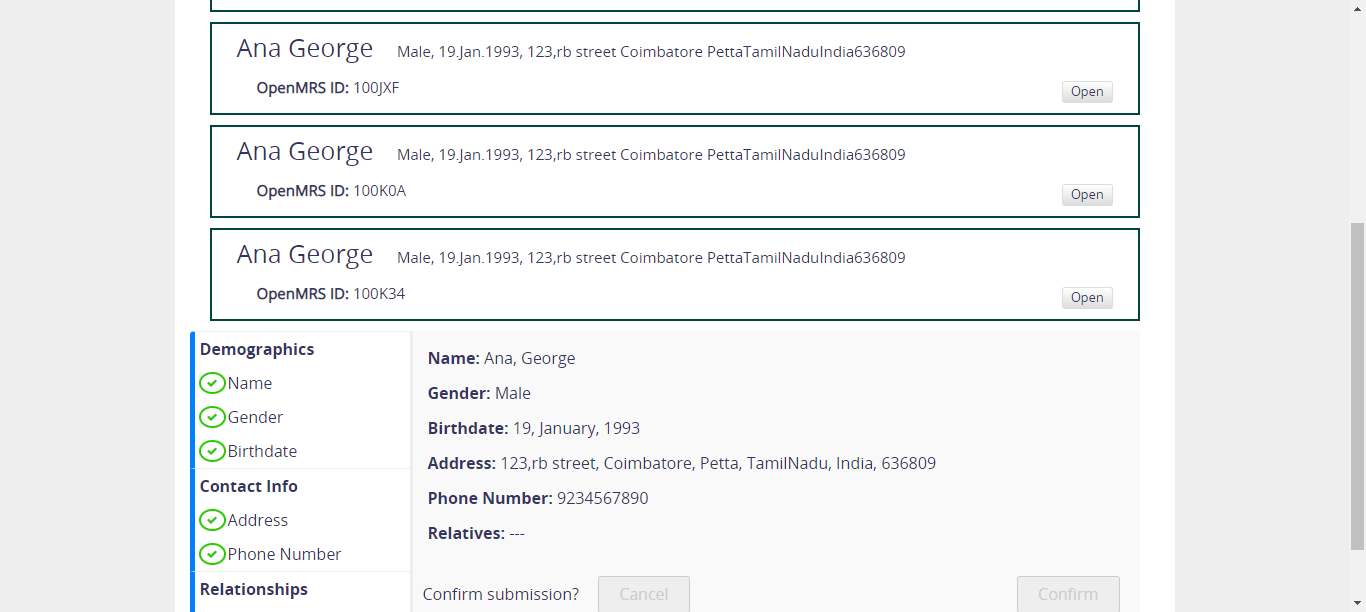 Ana George Male, 19.Jan.1993, 123,rb street Coimbatore PettaTamilNaduIndia636809
OpenMRS ID: 100JXF
Open
Ana George Male, 19.Jan.1993, 123,rb street Coimbatore PettaTamilNaduIndia636809
OpenMRS ID: 100K0A
Open
Ana George Male, 19.Jan.1993, 123,rb street Coimbatore PettaTamilNaduIndia636809
OpenMRS ID: 100K34
Open
Demographics
Name
Gender
Birthdate
Contact Info
Address
Phone Number
Relationships
Name: Ana, George
Gender: Male
Birthdate: 19, January, 1993
Address: 123,rb street, Coimbatore, Petta, TamilNadu, India, 636809
Phone Number: 9234567890
Relatives: ---
Confirm submission? Cancel Confirm